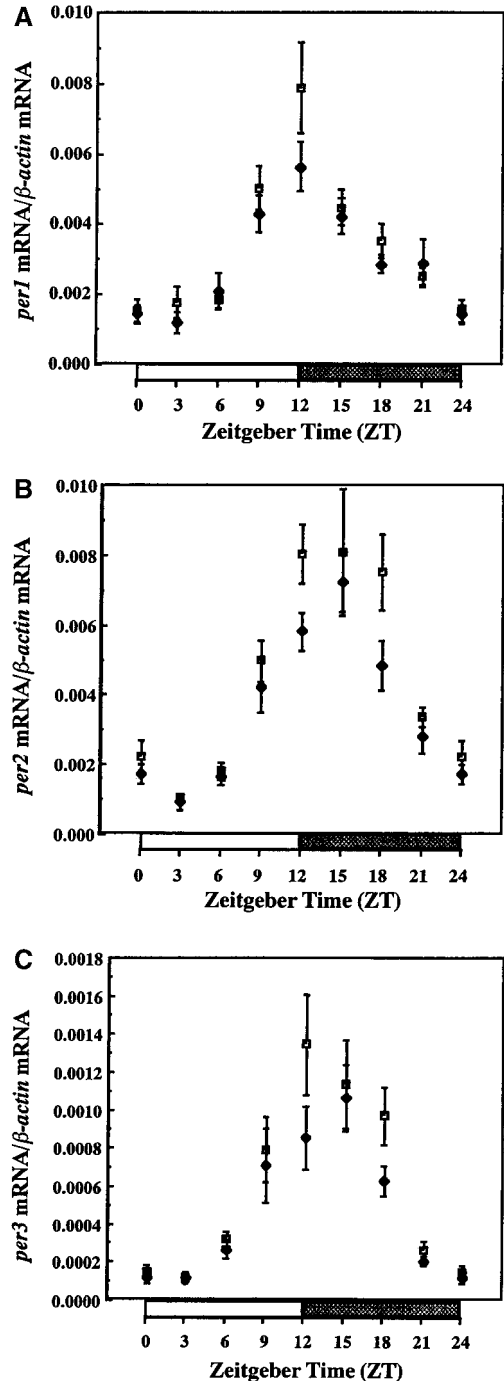 A
per1 mRNA/β-actin mRNA
0.010
0.008
0.006
0.004
0.002
0.000
0 3 6 9 12 15 18 21 24
Zeitgeber Time (ZT)
B
per2 mRNA/β-actin mRNA
0.010
0.008
0.006
0.004
0.002
0.000
0 3 6 9 12 15 18 21 24
Zeitgeber Time (ZT)
C
per3 mRNA/β-actin mRNA
0.0018
0.0016
0.0014
0.0012
0.0010
0.0008
0.0006
0.0004
0.0002
0.0000
0 3 6 9 12 15 18 21 24
Zeitgeber Time (ZT)